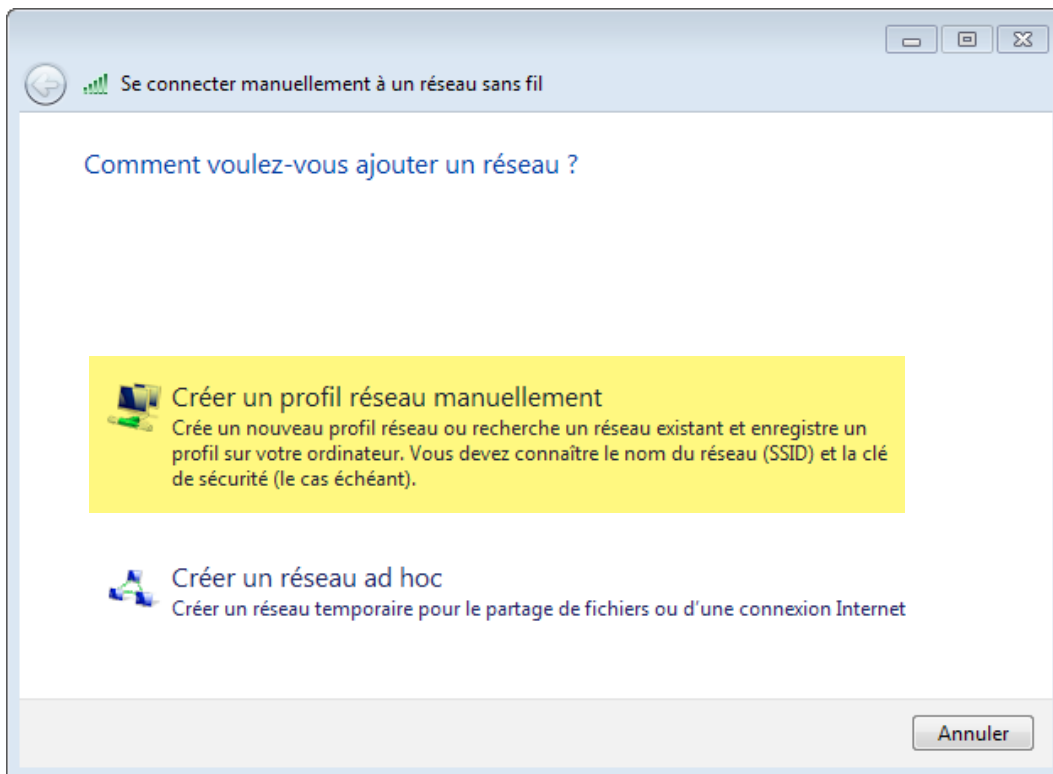 Se connecter manuellement à un réseau sans fil
Comment voulez-vous ajouter un réseau ?
Créer un profil réseau manuellement
Crée un nouveau profil réseau ou recherche un réseau existant et enregistre un
profil sur votre ordinateur. Vous devez connaître le nom du réseau (SSID) et la clé
de sécurité (le cas échéant).
Créer un réseau ad hoc
Créer un réseau temporaire pour le partage de fichiers ou d'une connexion Internet
Annuler